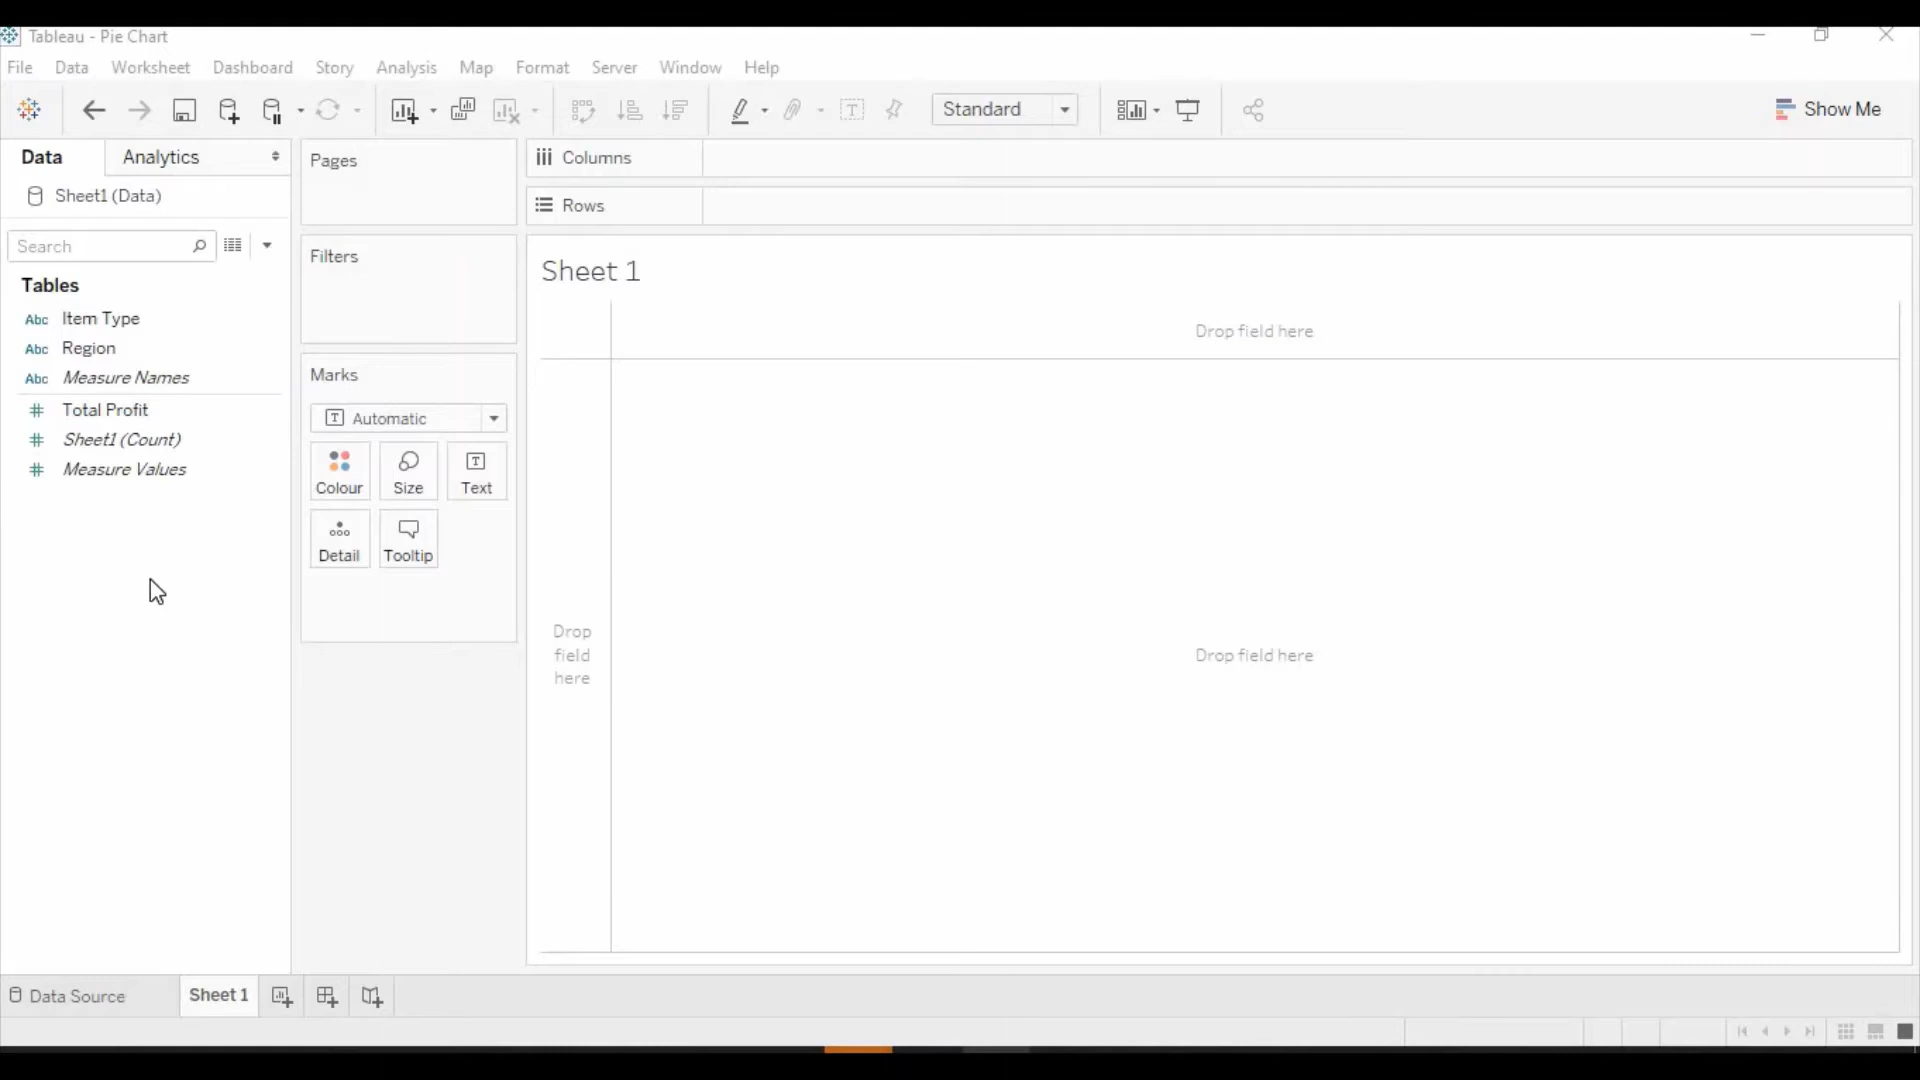 Tableau - Pie Chart
File Data Worksheet Dashboard Story Analysis Map Format Server Window Help
Standard
Show Me
Data
Analytics
Sheet1 (Data)
Search
Tables
Abc Item Type
Abc Region
Abc Measure Names
# Total Profit
# Sheet1 (Count)
# Measure Values
Pages
Filters
Marks
T Automatic
Colour
Size
T
Text
Detail
Tooltip
Columns
Rows
Sheet 1
Drop field here
Drop
field
here
Drop field here
Data Source
Sheet 1